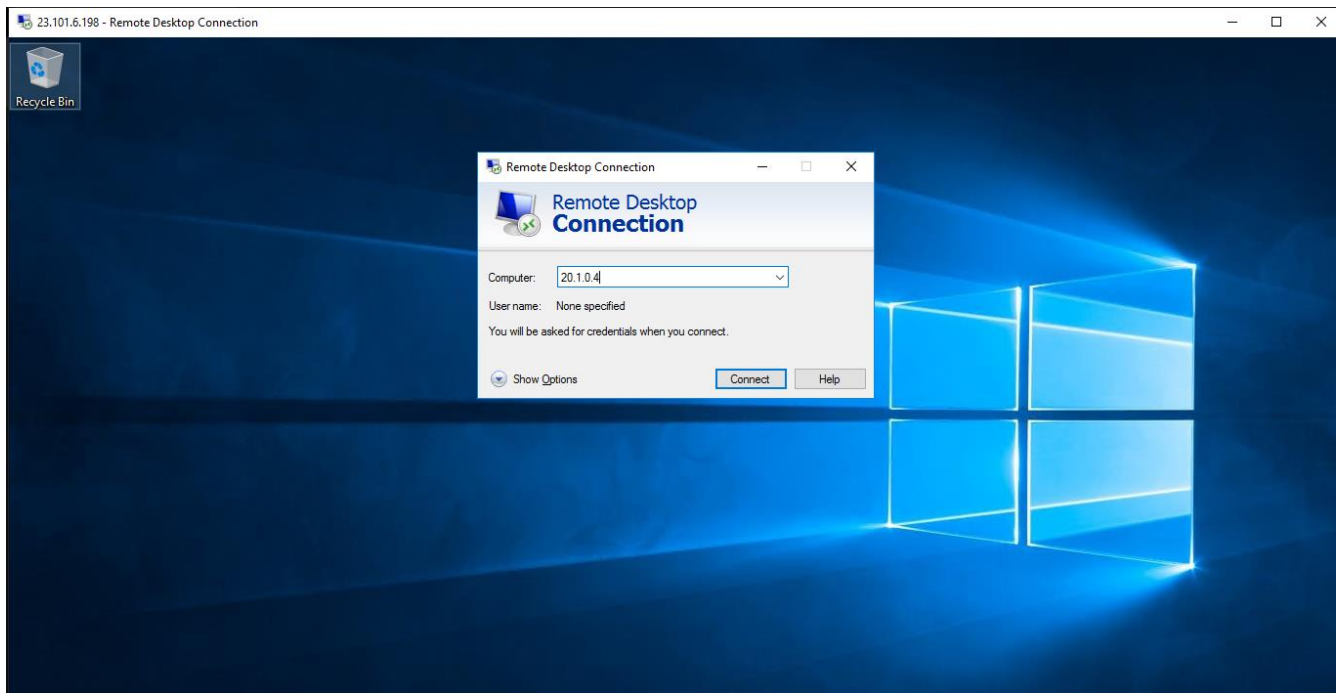 23.101.6.198 - Remote Desktop Connection
Recycle Bin
Remote Desktop Connection
Remote Desktop
Connection
Computer: 20.1.0.4
User name: None specified
You will be asked for credentials when you connect.
Show Options Connect Help